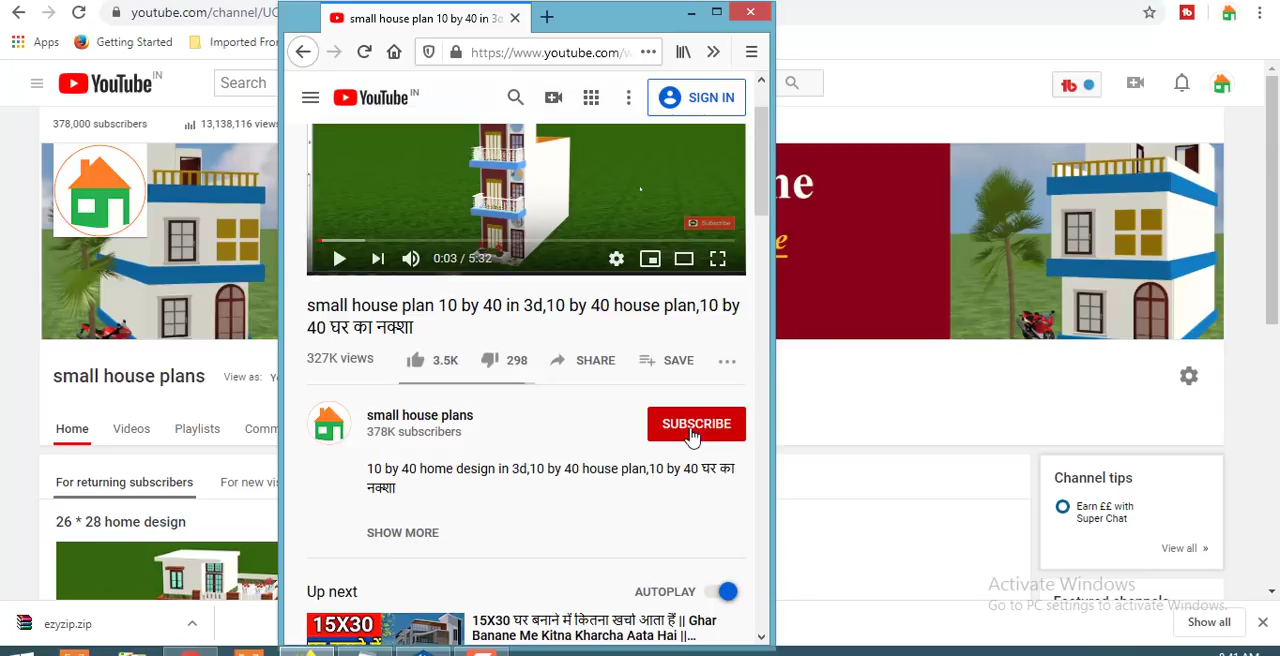 small house plan 10 by 40 in 3d
youtube.com/channel/UC
https://www.youtube.com/w
Apps
Getting Started
Imported Fro
YouTube IN
Search
YouTube IN
SIGN IN
378,000 subscribers
13,138,116 views
Subscribe
0:03 / 5:32
small house plan 10 by 40 in 3d,10 by 40 house plan,10 by
40 घर का नक्शा
327K views
3.5K
298
SHARE
SAVE
small house plans
View as:
small house plans
378K subscribers
SUBSCRIBE
Home
Videos
Playlists
Comm
10 by 40 home design in 3d,10 by 40 house plan,10 by 40 घर का
नक्शा
For returning subscribers
For new vis
SHOW MORE
26 * 28 home design
Channel tips
Earn ££ with
Super Chat
View all »
Up next
AUTOPLAY
Activate Windows
Go to PC settings to activate Windows.
15X30
15X30 घर बनाने में कितना खर्चा आता हैं || Ghar
Banane Me Kitna Kharcha Aata Hai ||...
ezyzip.zip
Show all